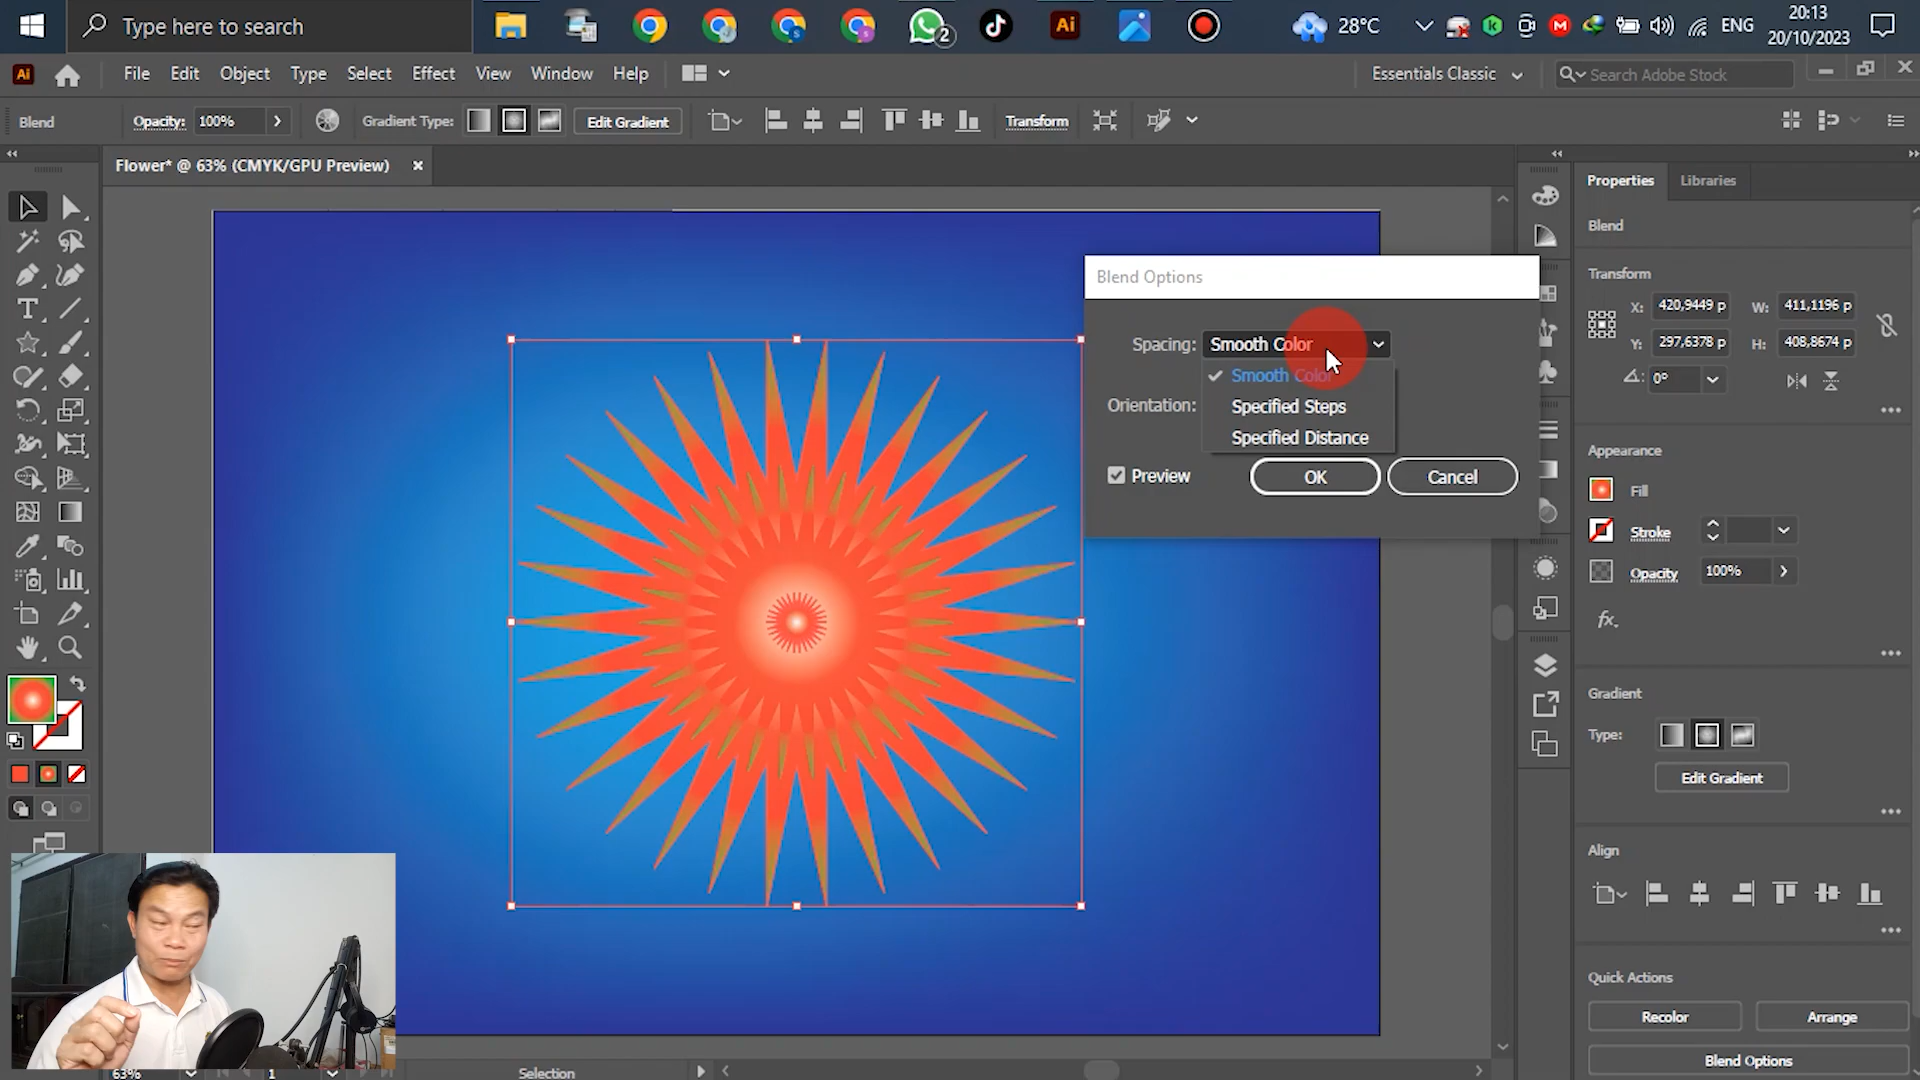 Type here to search
2
28°C
ENG
20:13
20/10/2023
Ai
File Edit Object Type Select Effect View Window Help
Essentials Classic
Search Adobe Stock
Blend
Opacity: 100%
Gradient Type:
Edit Gradient
Transform
Flower* @ 63% (CMYK/GPU Preview)
Properties
Libraries
Blend
Transform
X: 420,9449 p
W: 411,1196 p
Y: 297,6378 p
H: 408,8674 p
0°
Blend Options
Spacing: Smooth Color
Smooth Color
Specified Steps
Specified Distance
Orientation:
Preview
OK
Cancel
Appearance
Fill
Stroke
Opacity 100%
fx.
Gradient
Type:
Edit Gradient
Align
Quick Actions
Recolor
Arrange
Blend Options
63%
1
Selection